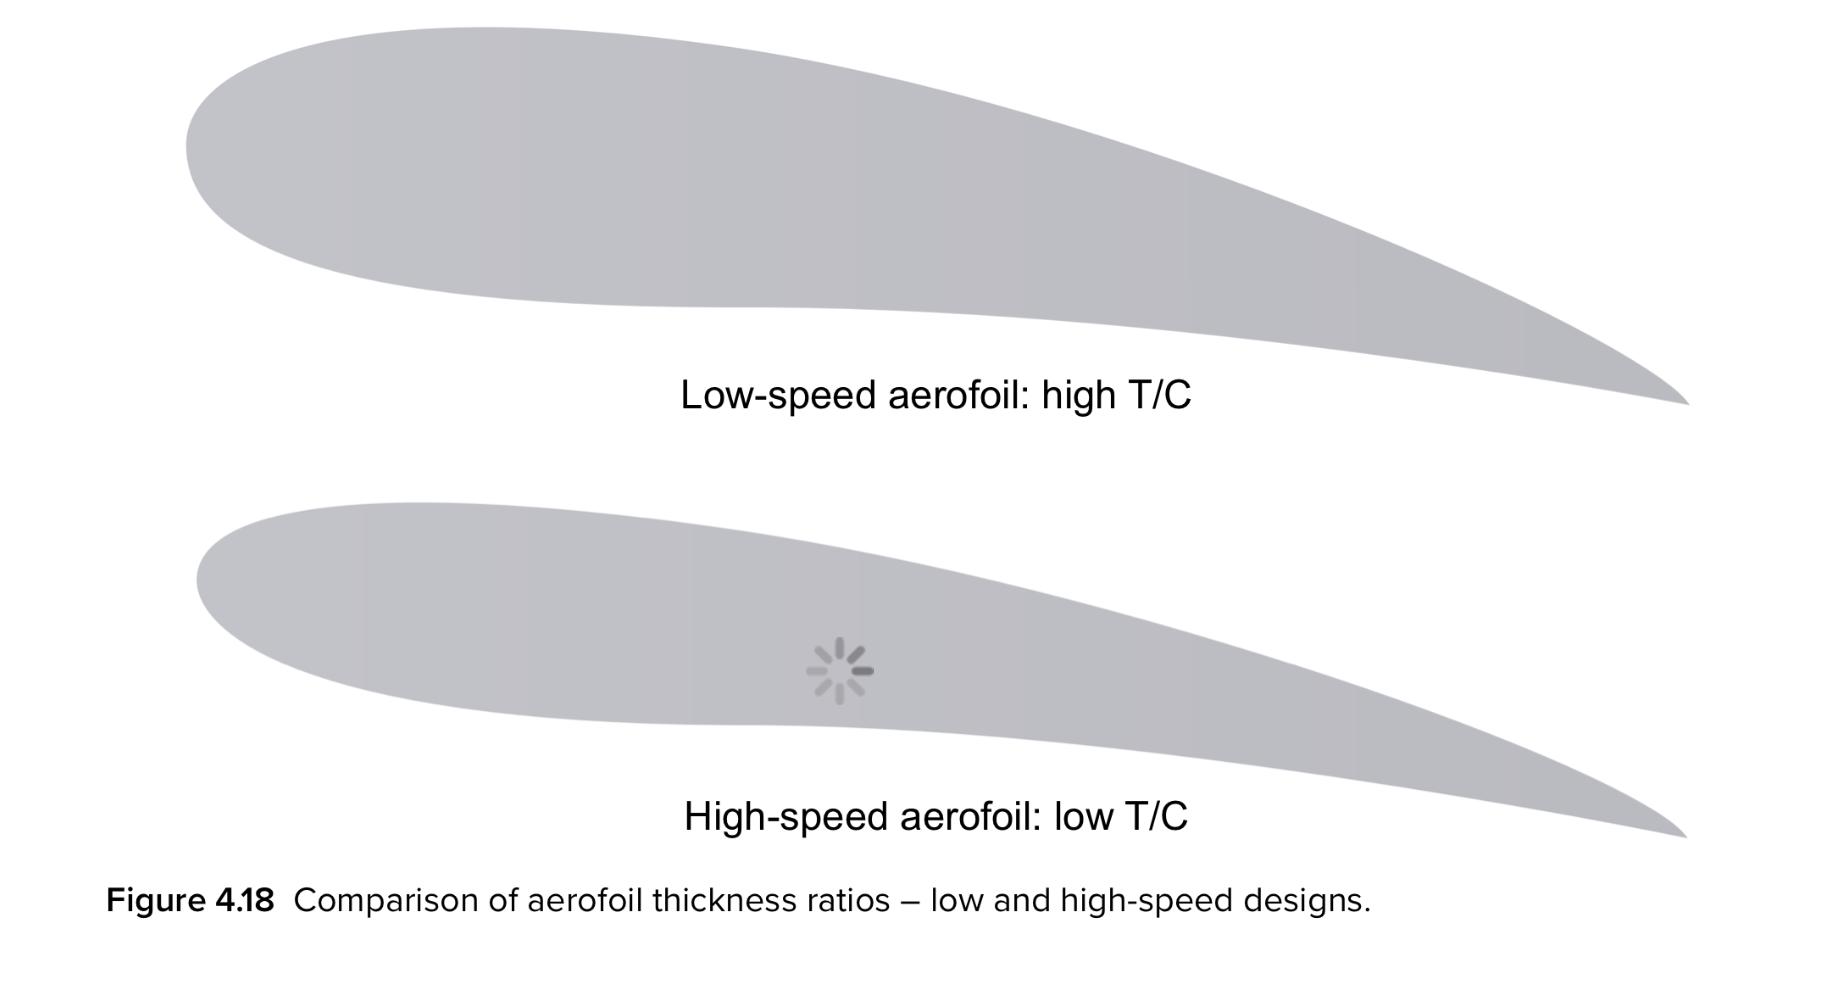 Low-speed aerofoil: high T/C
High-speed aerofoil: low T/C
Figure 4.18 Comparison of aerofoil thickness ratios – low and high-speed designs.